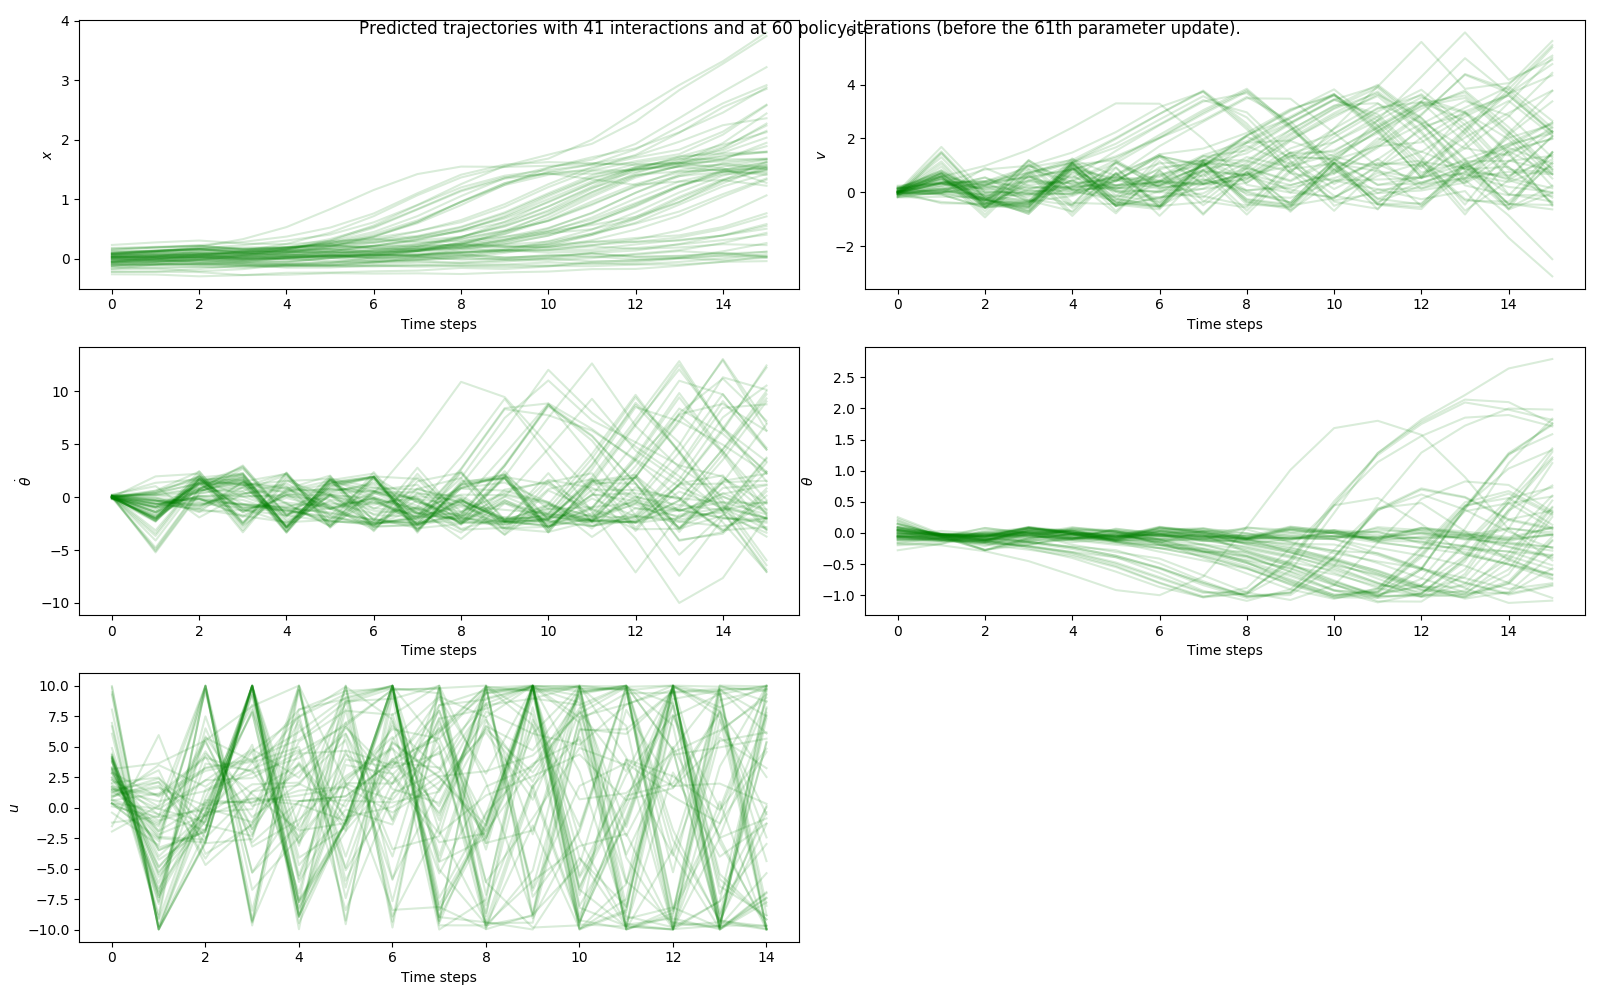 Predicted trajectories with 41 interactions and at 60 policy iterations (before the 61th parameter update).
4
3
2
1
0
x
0 2 4 6 8 10 12 14
Time steps
6
4
2
0
−2
v
0 2 4 6 8 10 12 14
Time steps
10
5
0
−5
−10
θ̇
0 2 4 6 8 10 12 14
Time steps
2.5
2.0
1.5
1.0
0.5
0.0
−0.5
−1.0
θ
0 2 4 6 8 10 12 14
Time steps
10.0
7.5
5.0
2.5
0.0
−2.5
−5.0
−7.5
−10.0
u
0 2 4 6 8 10 12 14
Time steps